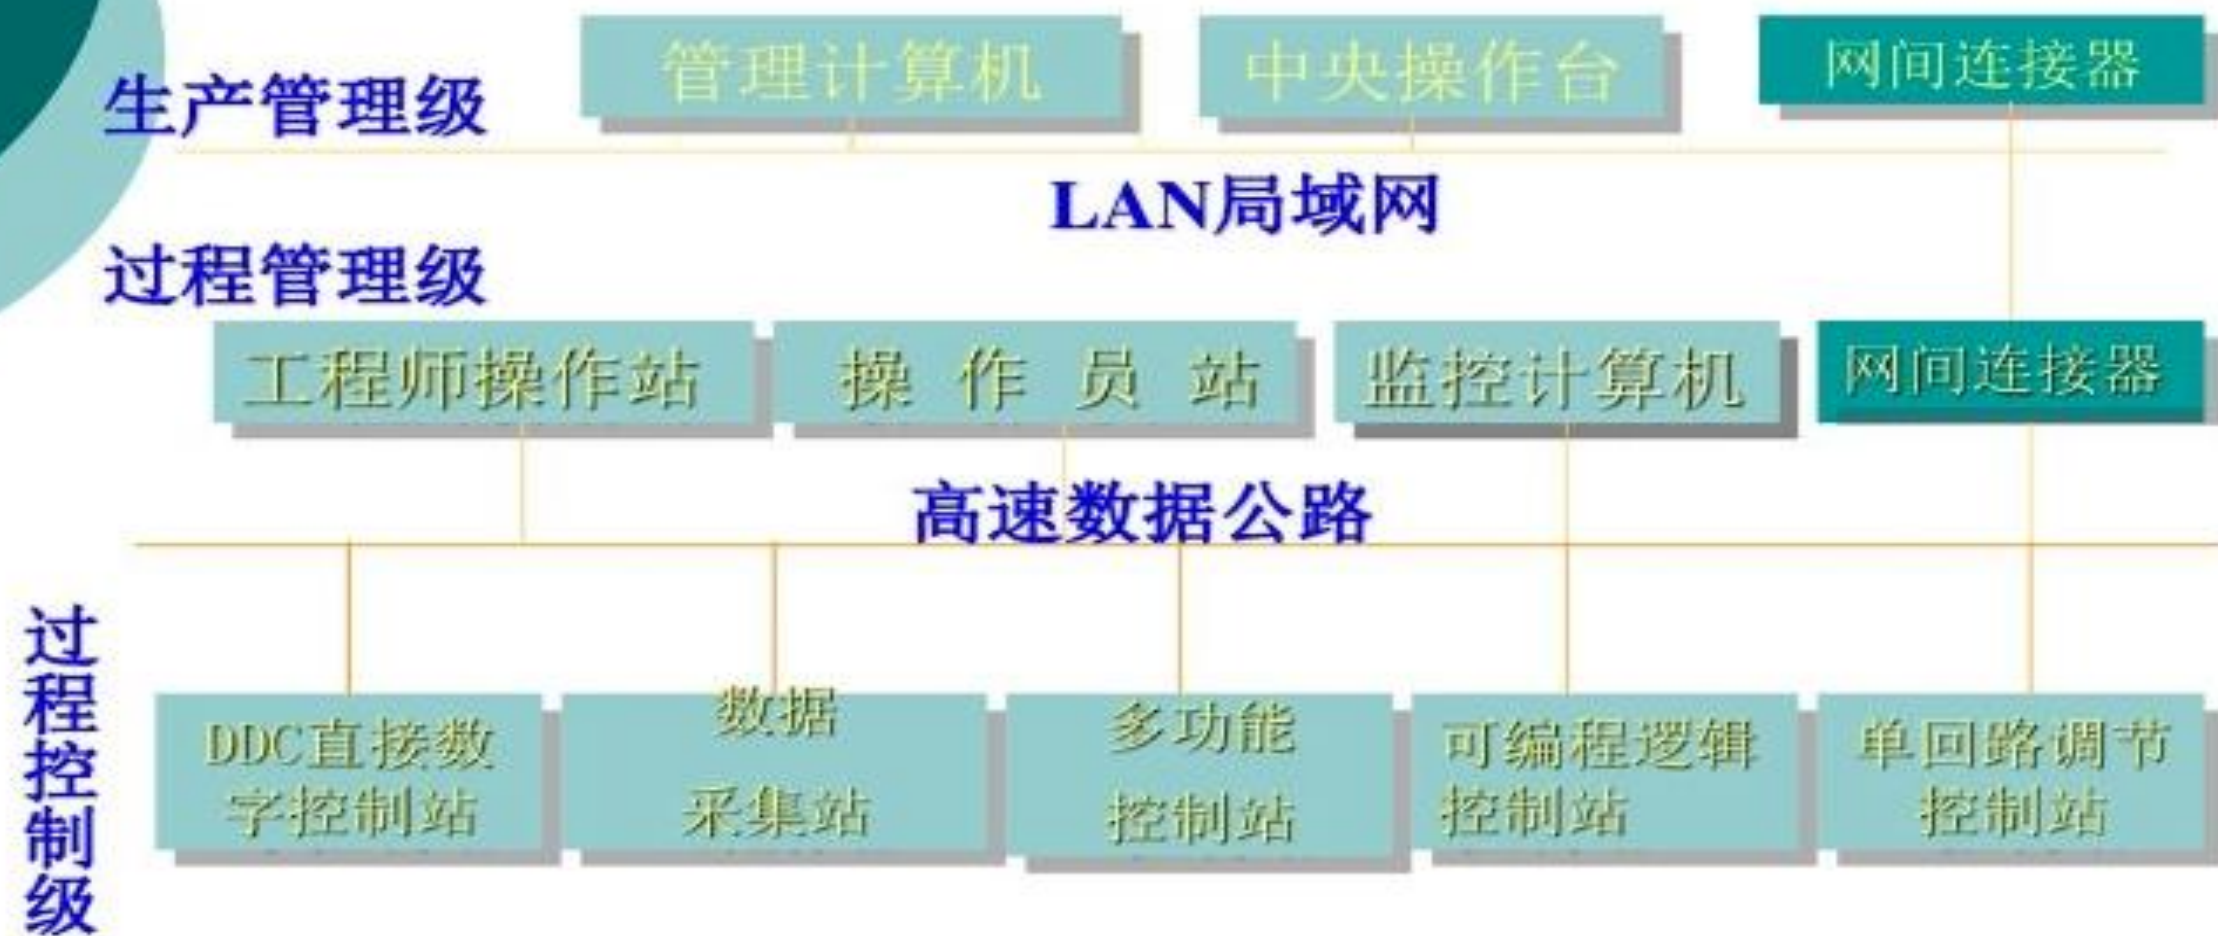 生产管理级
管理计算机
中央操作台
网间连接器
LAN局域网
过程管理级
工程师操作站
操 作 员 站
监控计算机
网间连接器
高速数据公路
过程控制级
DDC直接数
字控制站
数据
采集站
多功能
控制站
可编程逻辑
控制站
单回路调节
控制站